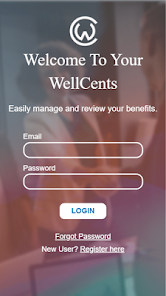 Welcome To Your
WellCents
Easily manage and review your benefits.
Email
Password
LOGIN
Forgot Password
New User? Register here